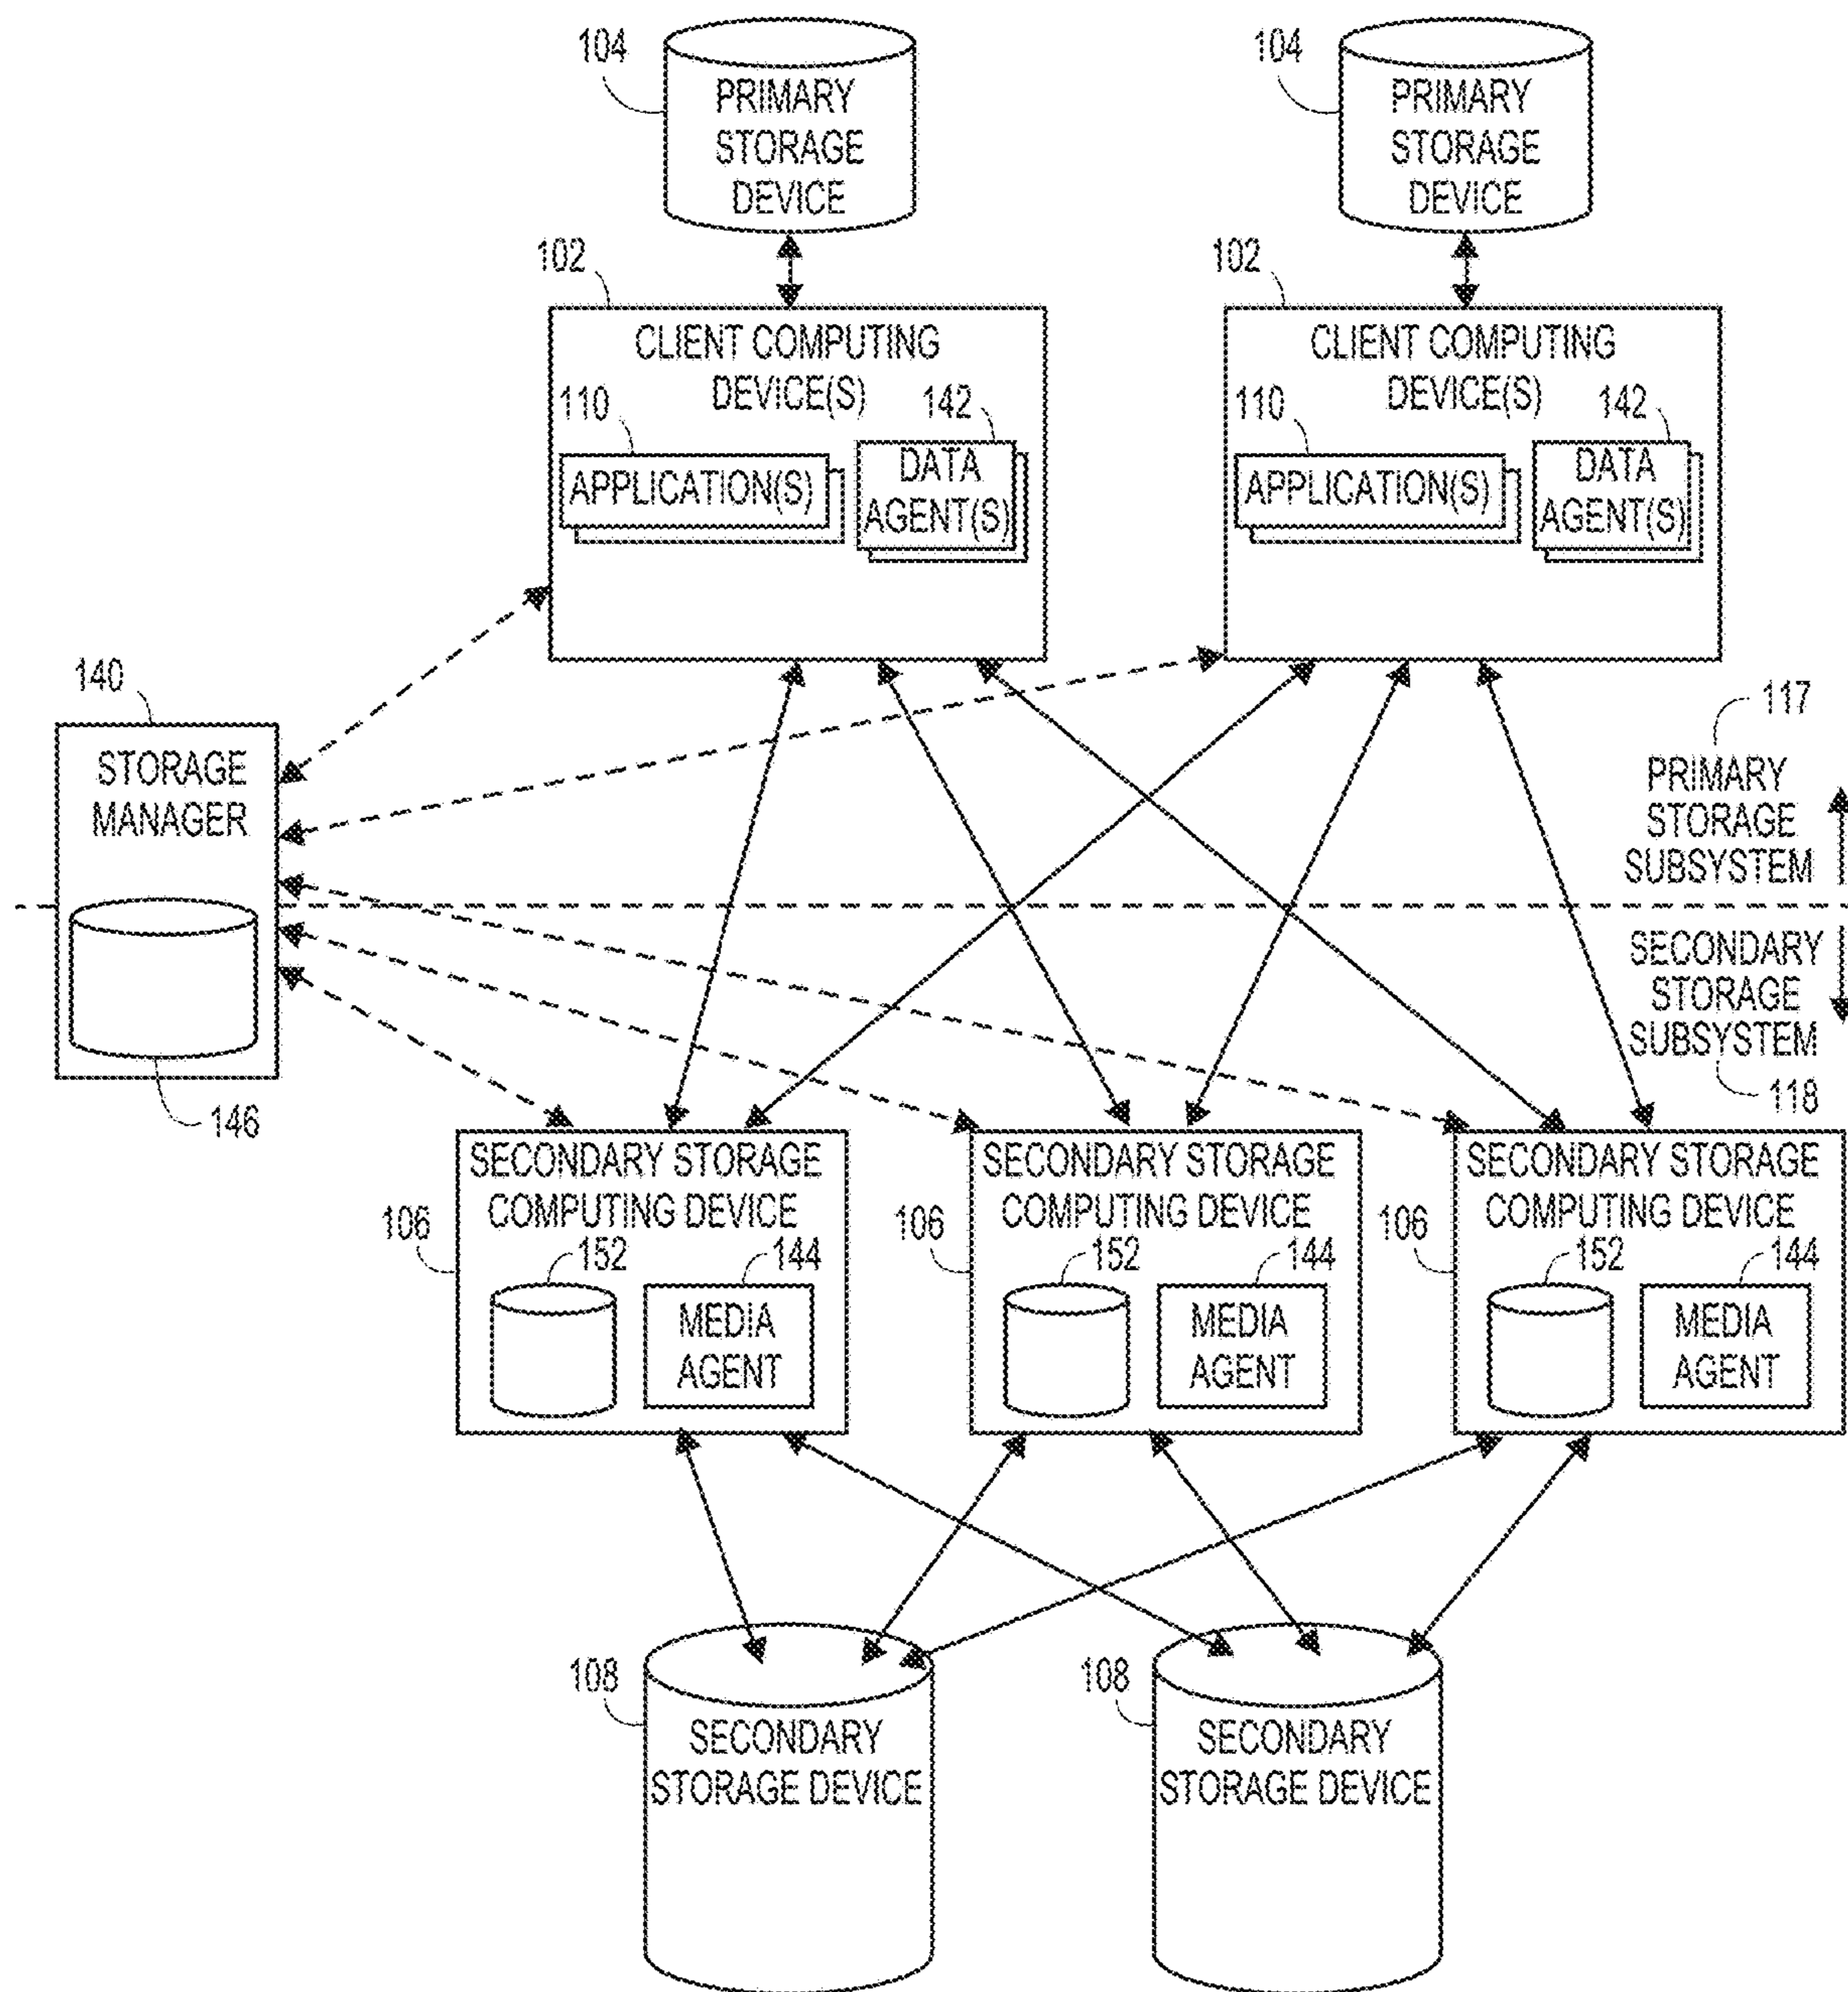 104
PRIMARY
STORAGE
DEVICE
104
PRIMARY
STORAGE
DEVICE
102
CLIENT COMPUTING
DEVICE(S)
110
142
APPLICATION(S)
DATA
AGENT(S)
102
CLIENT COMPUTING
DEVICE(S)
110
142
APPLICATION(S)
DATA
AGENT(S)
140
STORAGE
MANAGER
146
117
PRIMARY
STORAGE
SUBSYSTEM
SECONDARY
STORAGE
SUBSYSTEM
118
106
SECONDARY STORAGE
COMPUTING DEVICE
152
144
MEDIA
AGENT
106
SECONDARY STORAGE
COMPUTING DEVICE
152
144
MEDIA
AGENT
106
SECONDARY STORAGE
COMPUTING DEVICE
152
144
MEDIA
AGENT
108
SECONDARY
STORAGE DEVICE
108
SECONDARY
STORAGE DEVICE